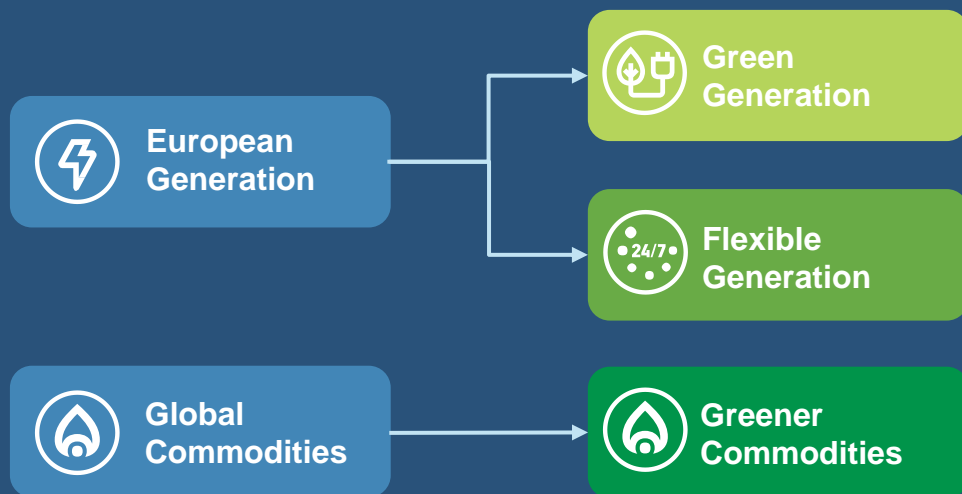 European
Generation
Green
Generation
24/7
Flexible
Generation
Global
Commodities
Greener
Commodities